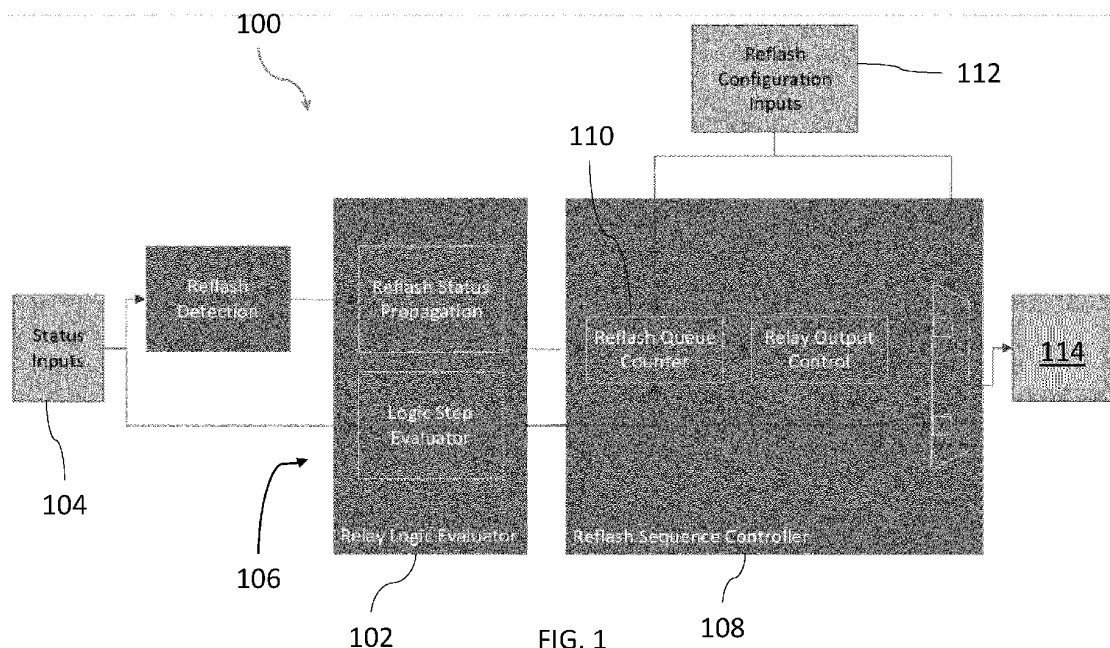 100
Reflash
Configuration
Inputs
112
110
Reflash
Detection
Reflash Status
Propagation
Status
Inputs
Reflash Queue
Counter
Relay Output
Control
114
Logic Step
Evaluator
104
Relay Logic Evaluator
Reflash Sequence Controller
106
102
108
FIG. 1